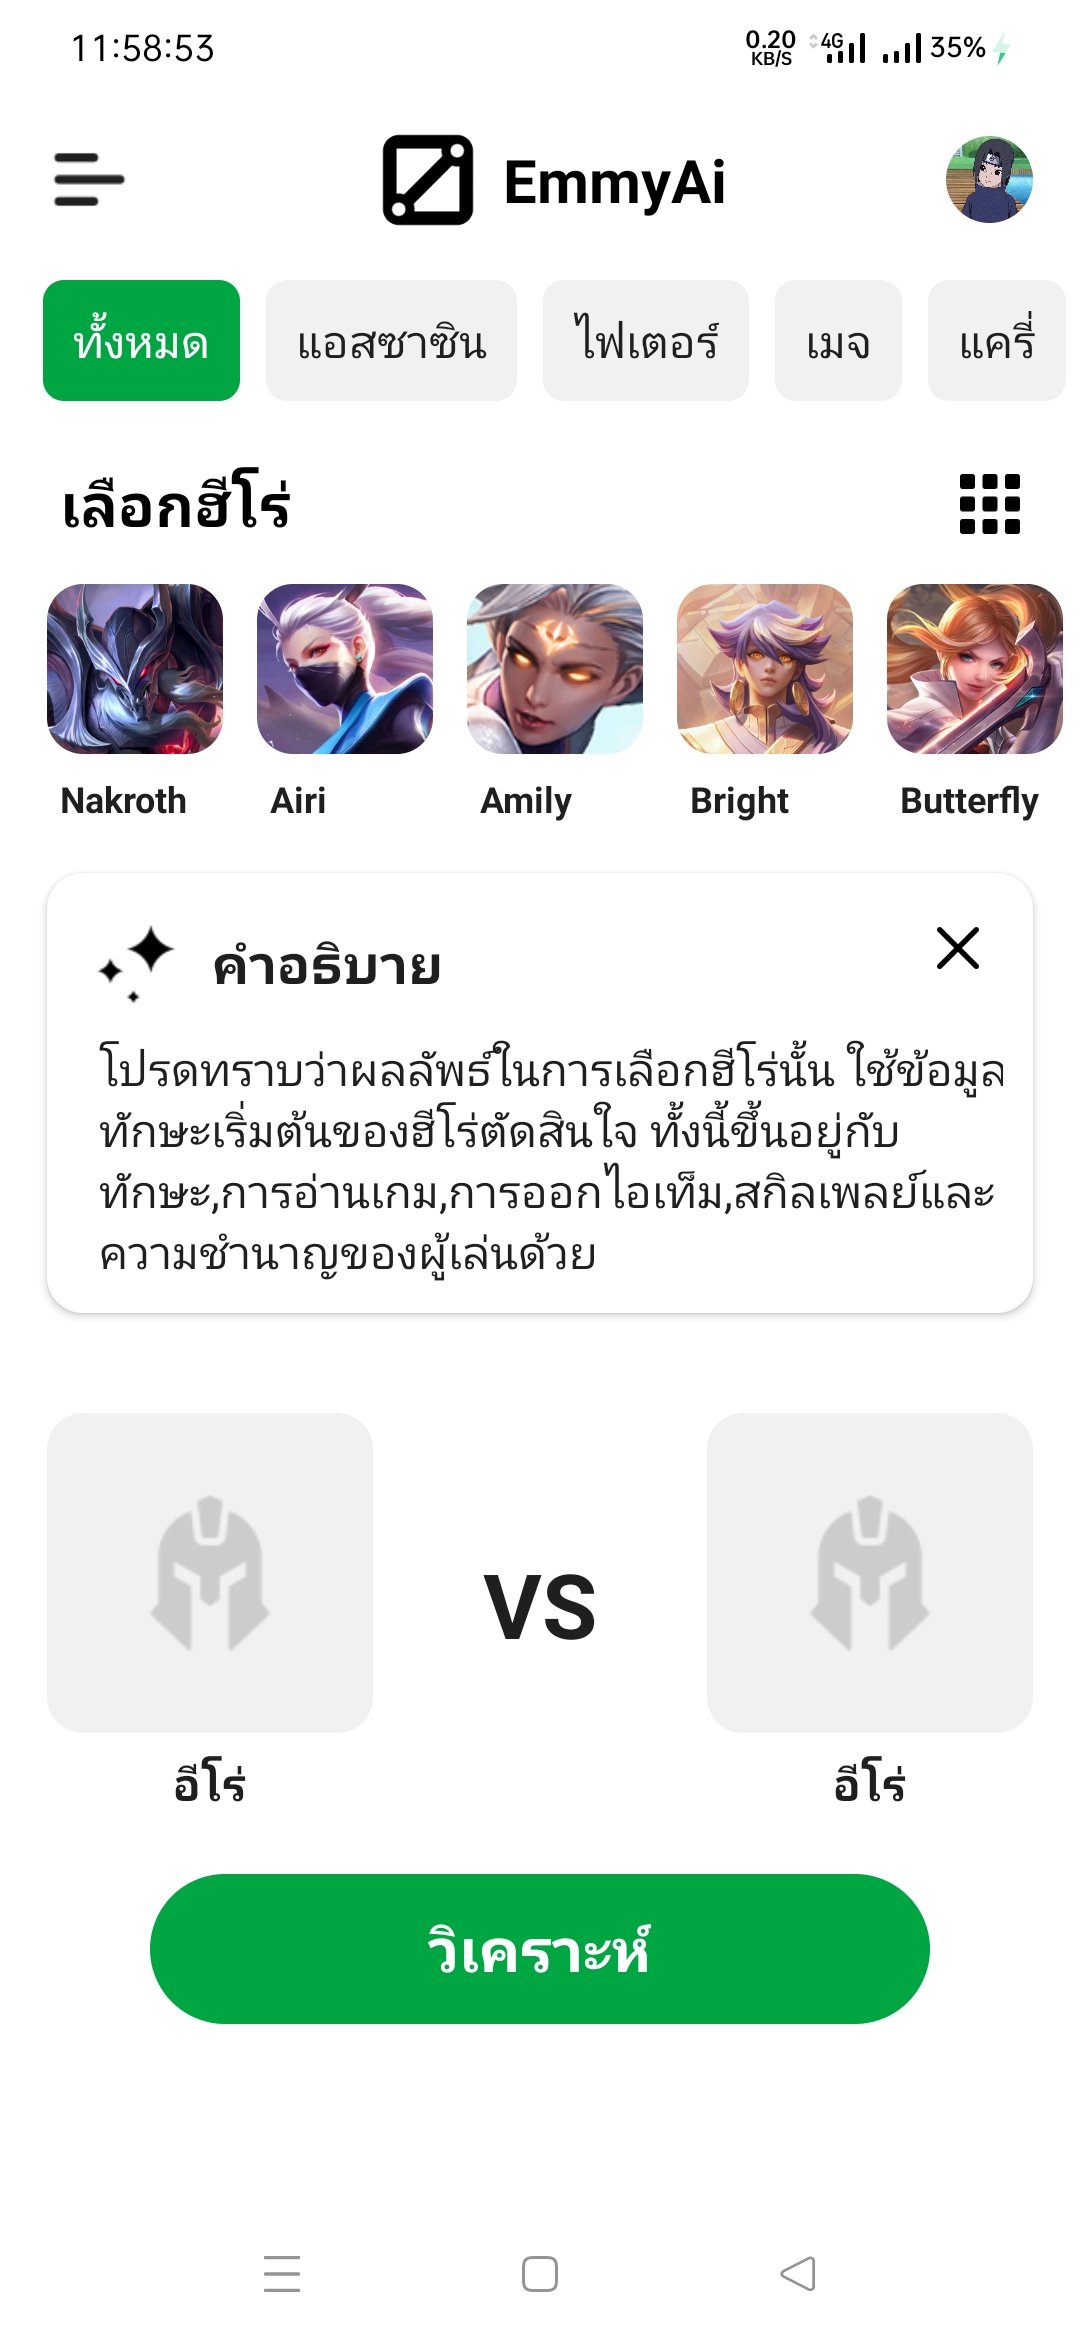 11:58:53
0.20 KB/S 4G 35%
EmmyAi
ทั้งหมด แอสซาซิน ไฟเตอร์ เมจ แครี่
เลือกฮีโร่
Nakroth Airi Amily Bright Butterfly
คำอธิบาย
โปรดทราบว่าผลลัพธ์ในการเลือกฮีโร่นั้น ใช้ข้อมูล
ทักษะเริ่มต้นของฮีโร่ตัดสินใจ ทั้งนี้ขึ้นอยู่กับ
ทักษะ,การอ่านเกม,การออกไอเท็ม,สกิลเพลย์และ
ความชำนาญของผู้เล่นด้วย
VS
อีโร่ อีโร่
วิเคราะห์